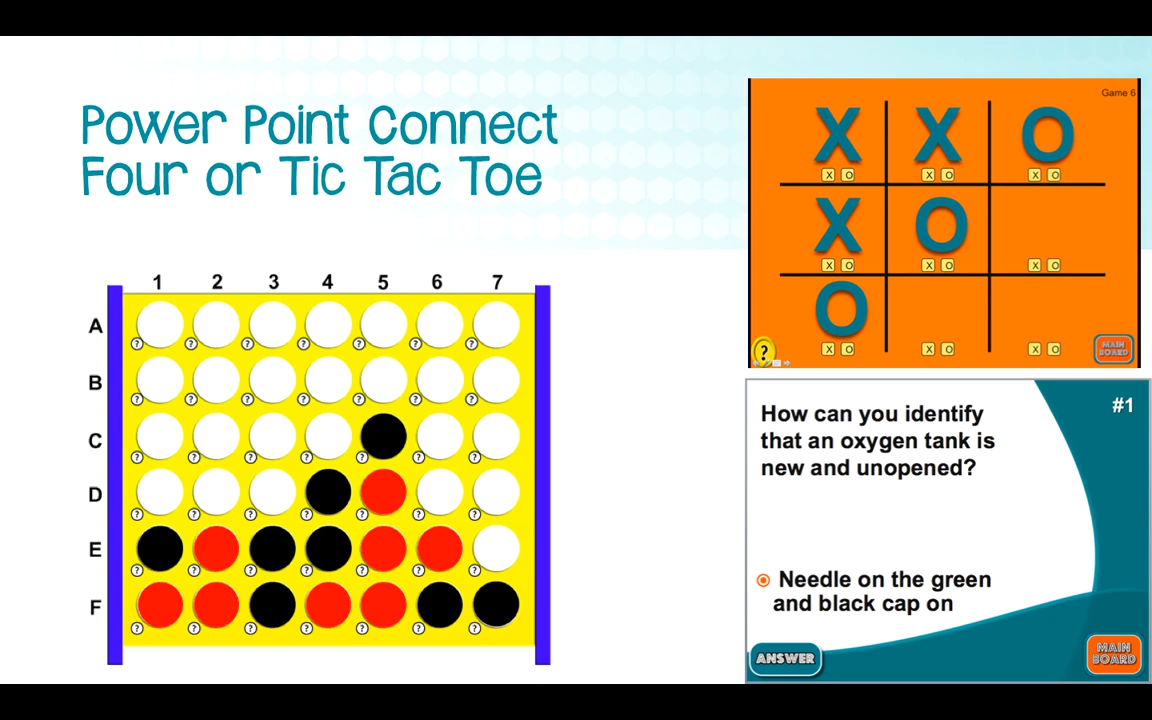 Power Point Connect
Four or Tic Tac Toe
1 2 3 4 5 6 7
A
? ? ? ? ? ? ?
B
? ? ? ? ? ? ?
C
? ? ? ? ? ? ?
D
? ? ? ? ? ? ?
E
? ? ? ? ? ? ?
F
? ? ? ? ? ? ?
Game 6
X X O
X O X O X O
X O
X O X O X O
O
X O X O X O
?
MAIN
BOARD
#1
How can you identify
that an oxygen tank is
new and unopened?
Needle on the green
and black cap on
ANSWER
MAIN
BOARD